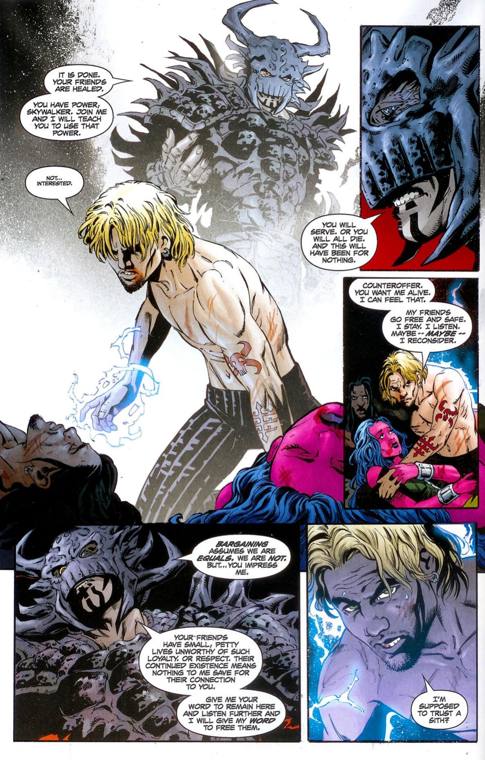 IT IS DONE.
YOUR FRIENDS
ARE HEALED.
YOU HAVE POWER,
SKYWALKER. JOIN ME
AND I WILL TEACH
YOU TO USE THAT
POWER.
NOT...
INTERESTED.
YOU WILL
SERVE. OR YOU
WILL ALL DIE.
AND THIS WILL
HAVE BEEN FOR
NOTHING.
COUNTEROFFER.
YOU WANT ME ALIVE.
I CAN FEEL THAT.
MY FRIENDS
GO FREE AND SAFE.
I STAY. I LISTEN.
MAYBE -- MAYBE --
I RECONSIDER.
BARGAINING
ASSUMES WE ARE
EQUALS. WE ARE NOT.
BUT...YOU IMPRESS
ME.
YOUR FRIENDS
HAVE SMALL, PETTY
LIVES UNWORTHY OF SUCH
LOYALTY. OR RESPECT. THEIR
CONTINUED EXISTENCE MEANS
NOTHING TO ME SAVE FOR
THEIR CONNECTION
TO YOU.
GIVE ME YOUR
WORD TO REMAIN HERE
AND LISTEN FURTHER AND
I WILL GIVE MY WORD
TO FREE THEM.
I'M
SUPPOSED TO
TRUST A
SITH?